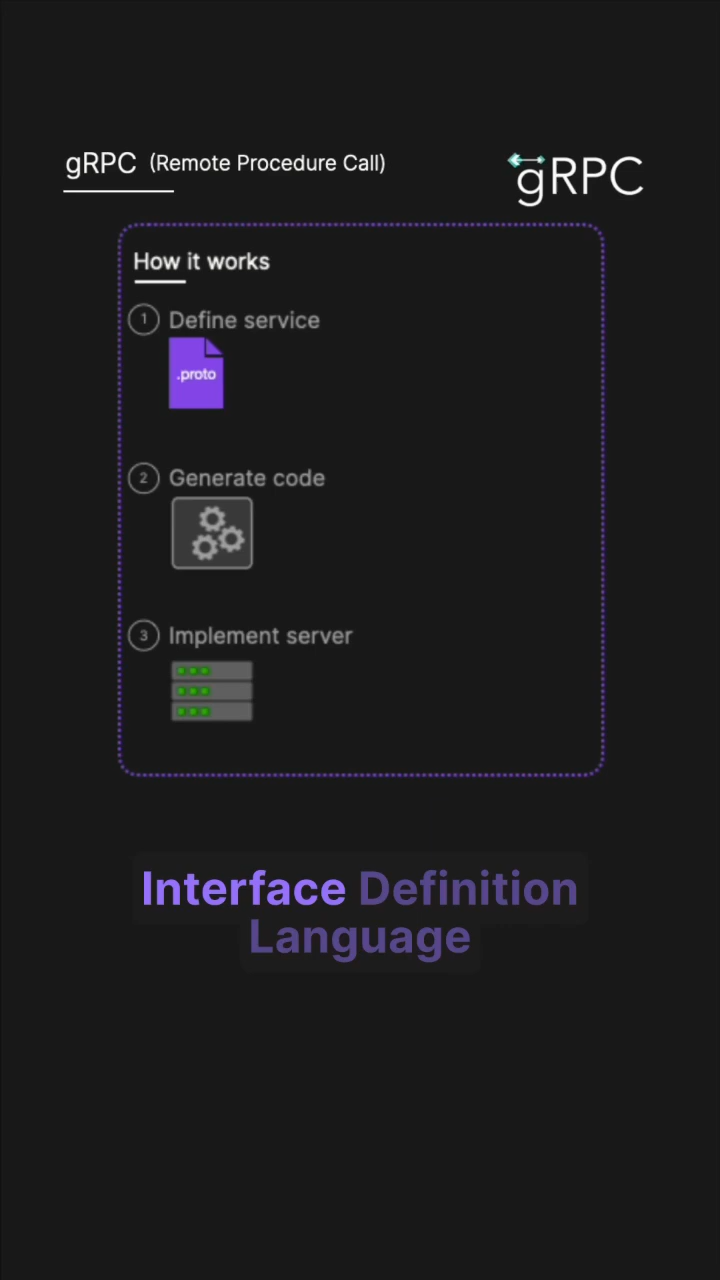 gRPC (Remote Procedure Call)
gRPC
How it works
1 Define service
.proto
2 Generate code
3 Implement server
Interface Definition
Language